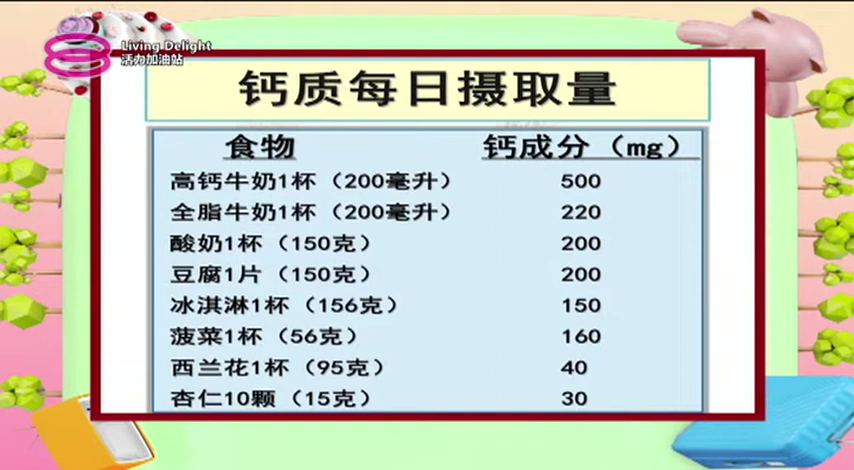 Living Delight
活力加油站
钙质每日摄取量
食物 钙成分（mg）
高钙牛奶1杯（200毫升） 500
全脂牛奶1杯（200毫升） 220
酸奶1杯（150克） 200
豆腐1片（150克） 200
冰淇淋1杯（156克） 150
菠菜1杯（56克） 160
西兰花1杯（95克） 40
杏仁10颗（15克） 30